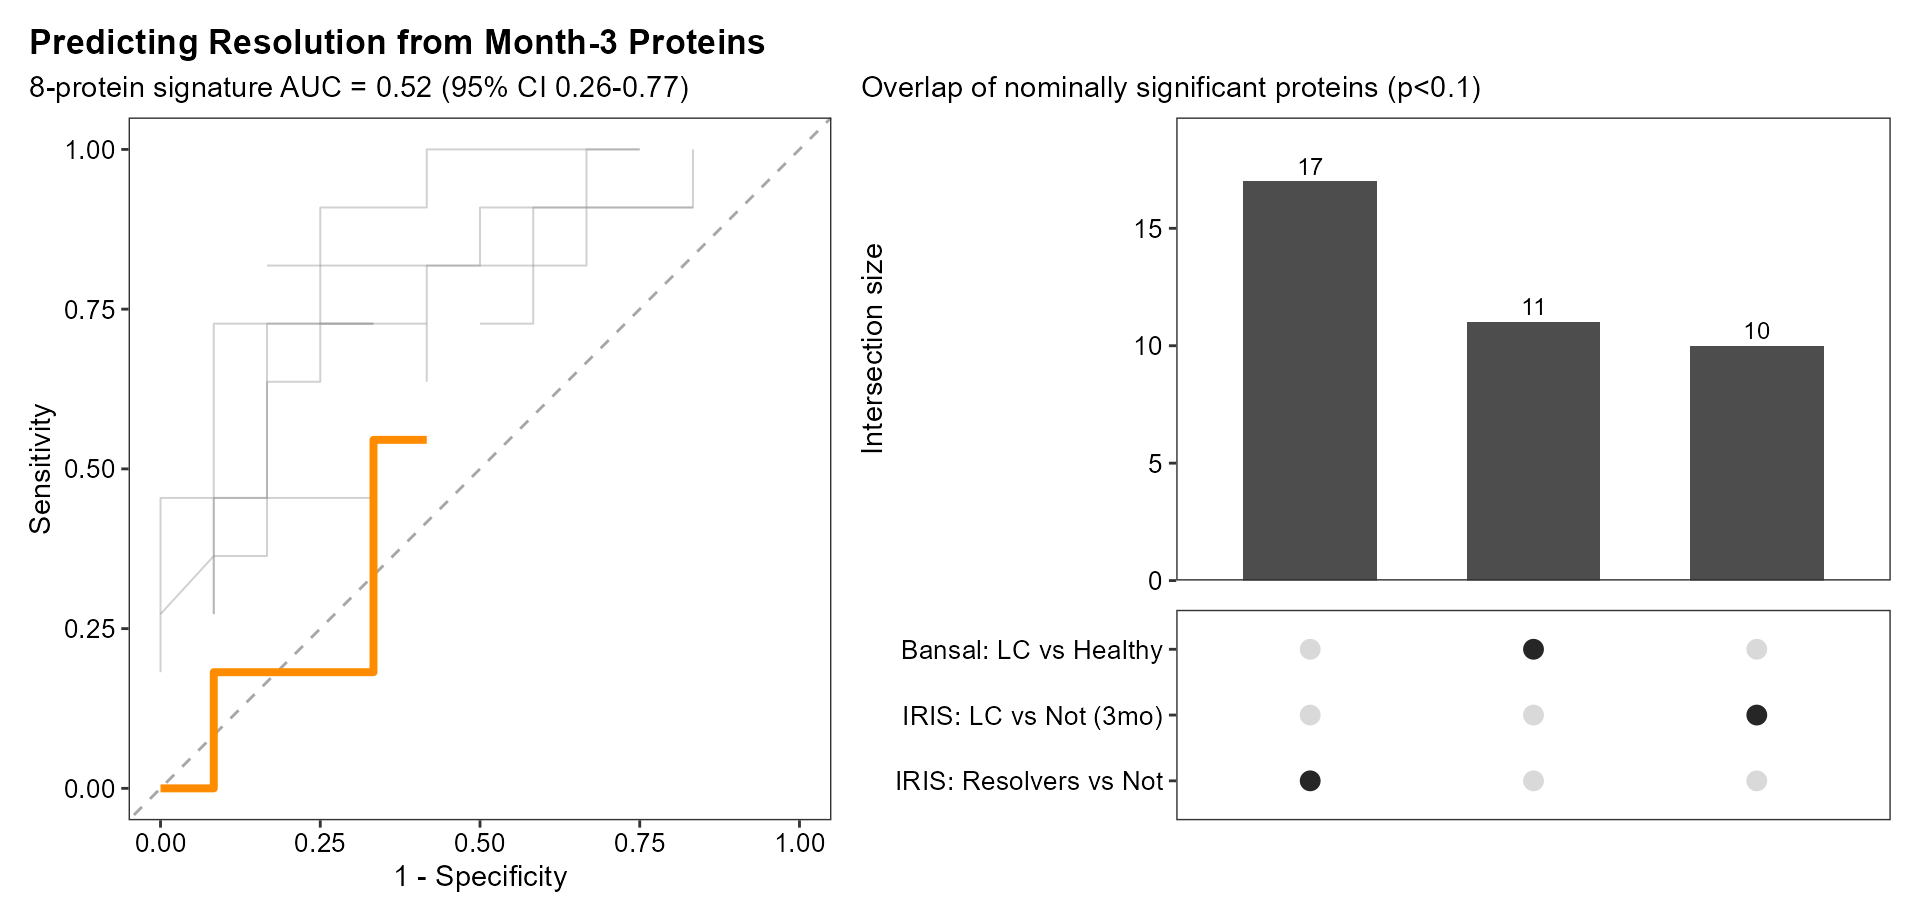 Predicting Resolution from Month-3 Proteins
8-protein signature AUC = 0.52 (95% CI 0.26-0.77)
1.00
0.75
0.50
0.25
0.00
Sensitivity
0.00 0.25 0.50 0.75 1.00
1 - Specificity
Overlap of nominally significant proteins (p<0.1)
Intersection size
15
10
5
0
17
11
10
Bansal: LC vs Healthy
IRIS: LC vs Not (3mo)
IRIS: Resolvers vs Not